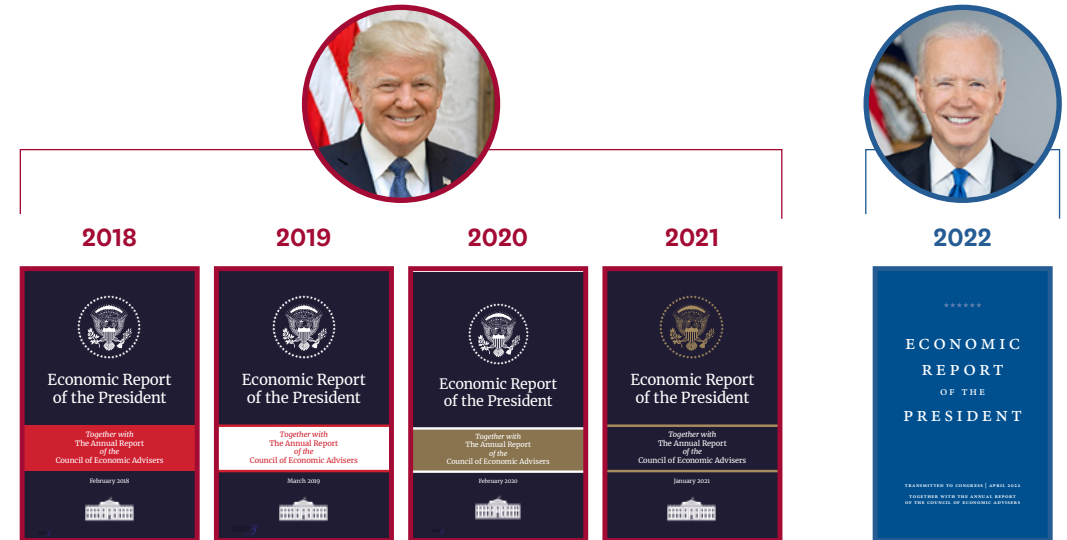 2018
2019
2020
2021
2022
Economic Report
of the President
Together with
The Annual Report
of the
Council of Economic Advisers
February 2018
Economic Report
of the President
Together with
The Annual Report
of the
Council of Economic Advisers
March 2019
Economic Report
of the President
Together with
The Annual Report
of the
Council of Economic Advisers
February 2020
Economic Report
of the President
Together with
The Annual Report
of the
Council of Economic Advisers
January 2021
ECONOMIC
REPORT
OF THE
PRESIDENT
TRANSMITTED TO CONGRESS | APRIL 2022
TOGETHER WITH THE ANNUAL REPORT
OF THE COUNCIL OF ECONOMIC ADVISERS